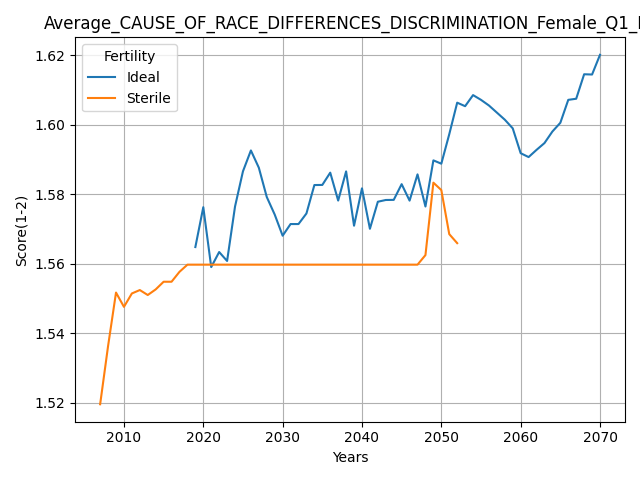 Average_CAUSE_OF_RACE_DIFFERENCES_DISCRIMINATION_Female_Q1_
Fertility
Ideal
Sterile
1.62
1.60
1.58
1.56
1.54
1.52
Score(1-2)
2010 2020 2030 2040 2050 2060 2070
Years